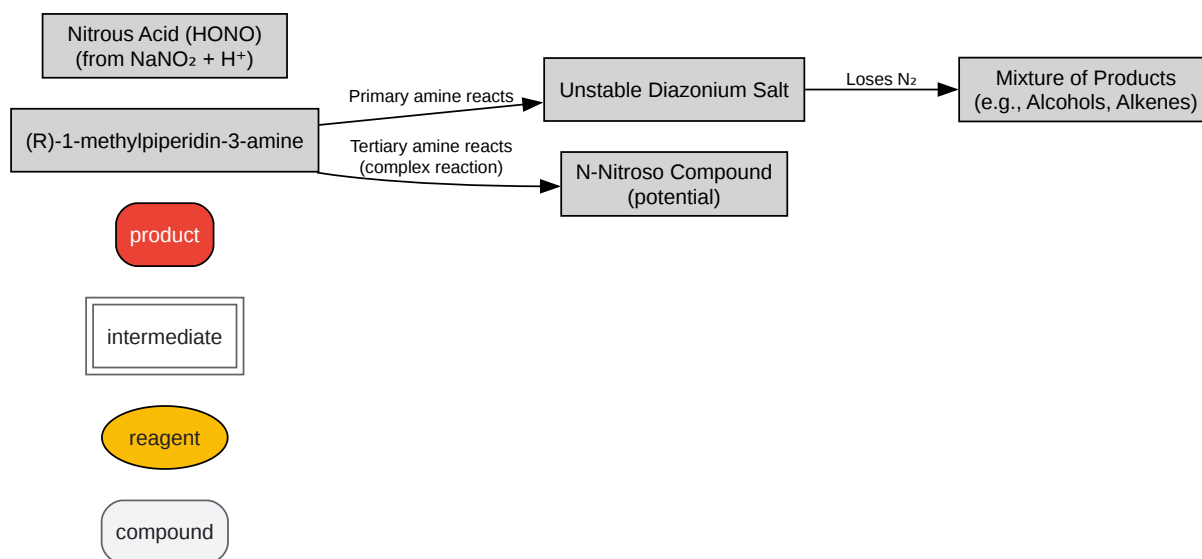 Nitrous Acid (HONO)
(from NaNO₂ + H⁺)
(R)-1-methylpiperidin-3-amine
Primary amine reacts
Tertiary amine reacts
(complex reaction)
Unstable Diazonium Salt
Loses N₂
Mixture of Products
(e.g., Alcohols, Alkenes)
N-Nitroso Compound
(potential)
product
intermediate
reagent
compound